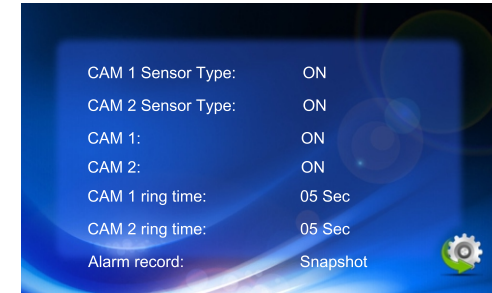 CAM 1 Sensor Type: ON
CAM 2 Sensor Type: ON
CAM 1: ON
CAM 2: ON
CAM 1 ring time: 05 Sec
CAM 2 ring time: 05 Sec
Alarm record: Snapshot